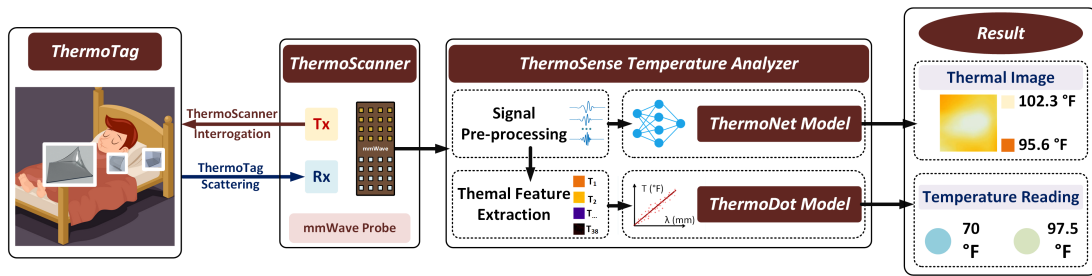 ThermoTag
ThermoScanner
Interrogation
ThermoTag
Scattering
ThermoScanner
Tx
mmWave
Rx
mmWave Probe
ThermoSense Temperature Analyzer
Signal
Pre-processing
ThermoNet Model
Themal Feature
Extraction
T1
T2
T...
T38
T (°F)
λ (mm)
ThermoDot Model
Result
Thermal Image
102.3 °F
95.6 °F
Temperature Reading
70
°F
97.5
°F